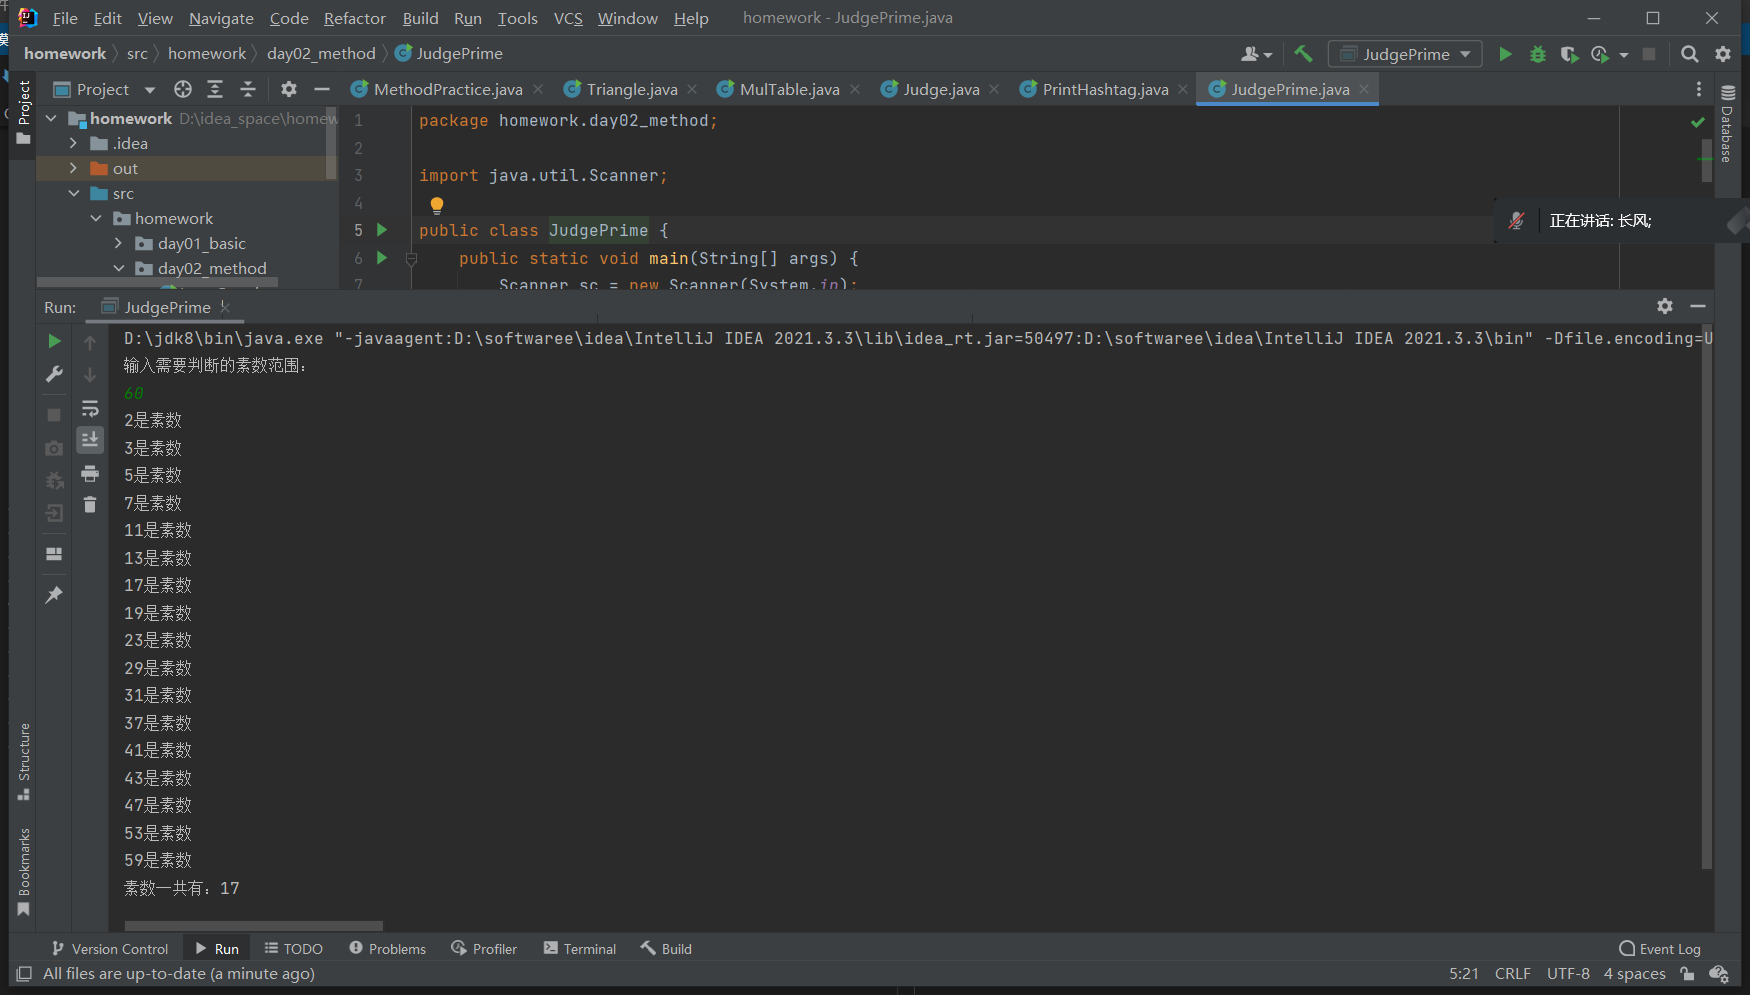 File Edit View Navigate Code Refactor Build Run Tools VCS Window Help homework - JudgePrime.java
homework src homework day02_method JudgePrime JudgePrime
Project MethodPractice.java Triangle.java MulTable.java Judge.java PrintHashtag.java JudgePrime.java
Project
homework D:\idea_space\homew
.idea
out
src
homework
day01_basic
day02_method
1 package homework.day02_method;
2
3 import java.util.Scanner;
4
5 public class JudgePrime {
6 public static void main(String[] args) {
7 Scanner sc = new Scanner(System.in);
Database
正在讲话: 长风;
Run: JudgePrime
D:\jdk8\bin\java.exe "-javaagent:D:\softwaree\idea\IntelliJ IDEA 2021.3.3\lib\idea_rt.jar=50497:D:\softwaree\idea\IntelliJ IDEA 2021.3.3\bin" -Dfile.encoding=U
输入需要判断的素数范围：
60
2是素数
3是素数
5是素数
7是素数
11是素数
13是素数
17是素数
19是素数
23是素数
29是素数
31是素数
37是素数
41是素数
43是素数
47是素数
53是素数
59是素数
素数一共有：17
Structure
Bookmarks
Version Control Run TODO Problems Profiler Terminal Build Event Log
All files are up-to-date (a minute ago) 5:21 CRLF UTF-8 4 spaces